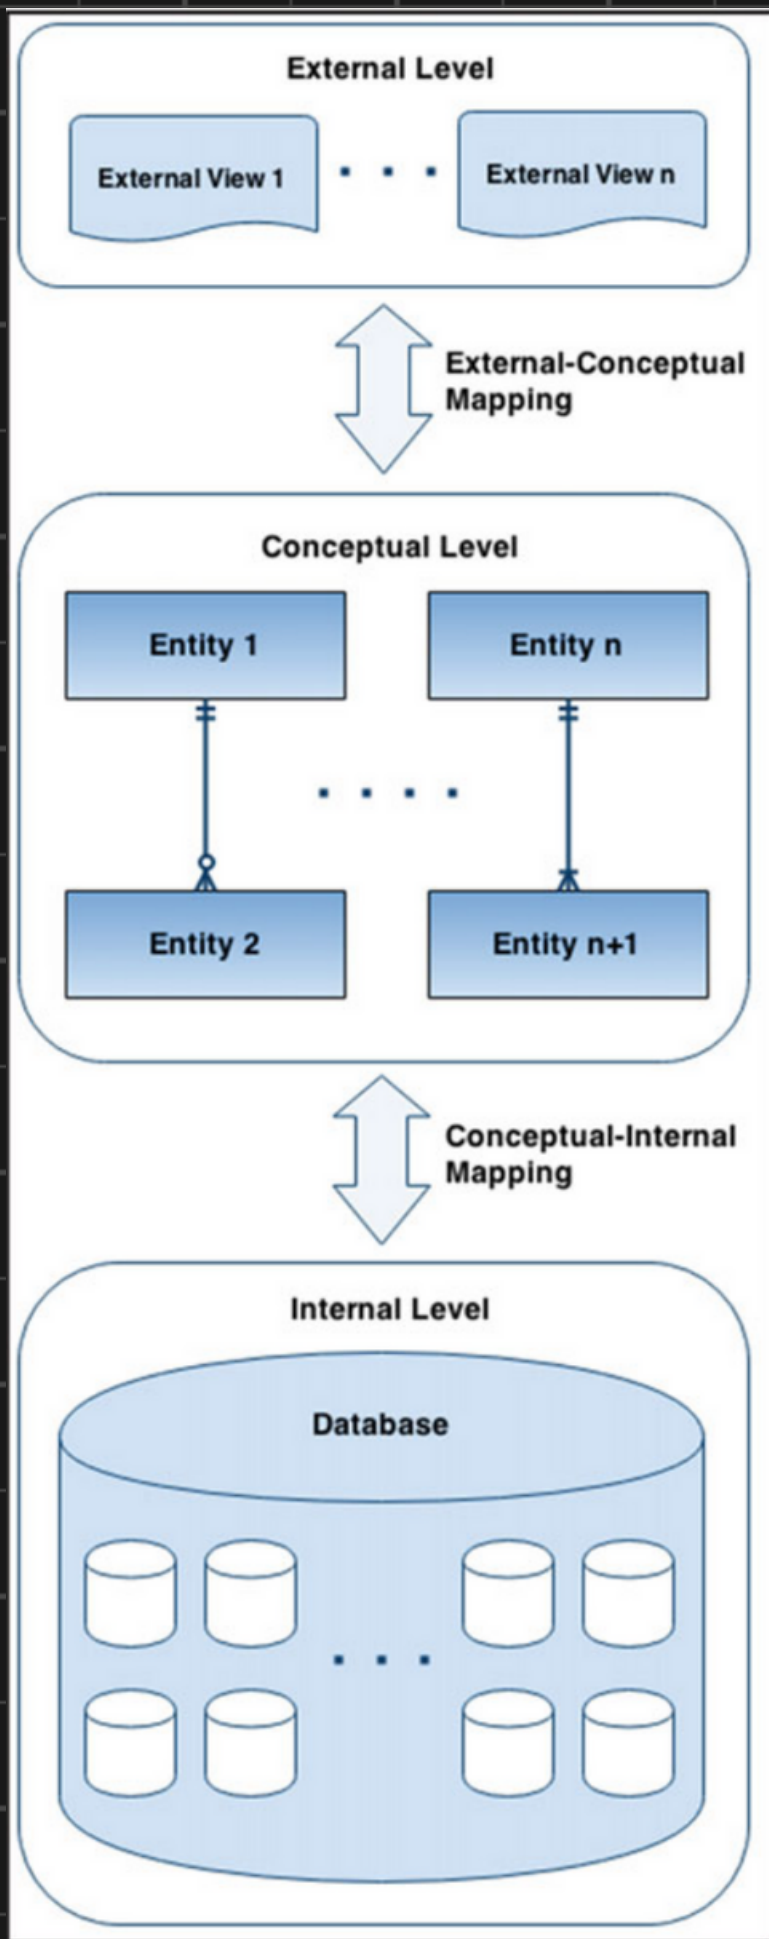 External Level
External View 1
External View n
External-Conceptual
Mapping
Conceptual Level
Entity 1
Entity n
Entity 2
Entity n+1
Conceptual-Internal
Mapping
Internal Level
Database